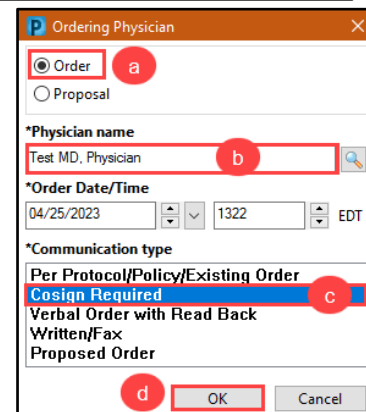 P Ordering Physician
Order a
Proposal
*Physician name
Test MD, Physician b
*Order Date/Time
04/25/2023 1322 EDT
*Communication type
Per Protocol/Policy/Existing Order
Cosign Required c
Verbal Order with Read Back
Written/Fax
Proposed Order
d OK Cancel